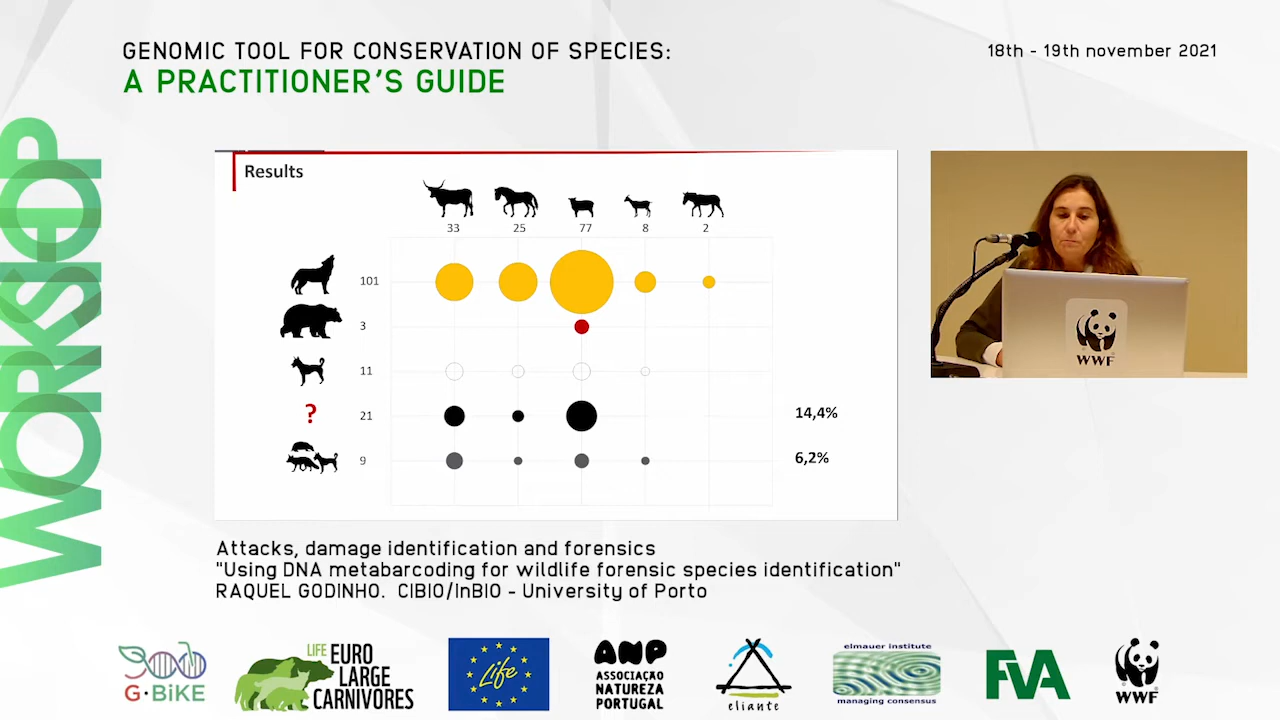 GENOMIC TOOL FOR CONSERVATION OF SPECIES:
A PRACTITIONER'S GUIDE
18th - 19th november 2021
WORKSHOP
Results
33 25 77 8 2
101
3
11
? 21 14,4%
9 6,2%
WWF
Attacks, damage identification and forensics
"Using DNA metabarcoding for wildlife forensic species identification"
RAQUEL GODINHO. CIBIO/InBIO - University of Porto
G·BiKE
LIFE EURO
LARGE
CARNIVORES
Life
ANP
ASSOCIAÇÃO
NATUREZA
PORTUGAL
eliante
elmauer institute
managing consensus
FVA
WWF